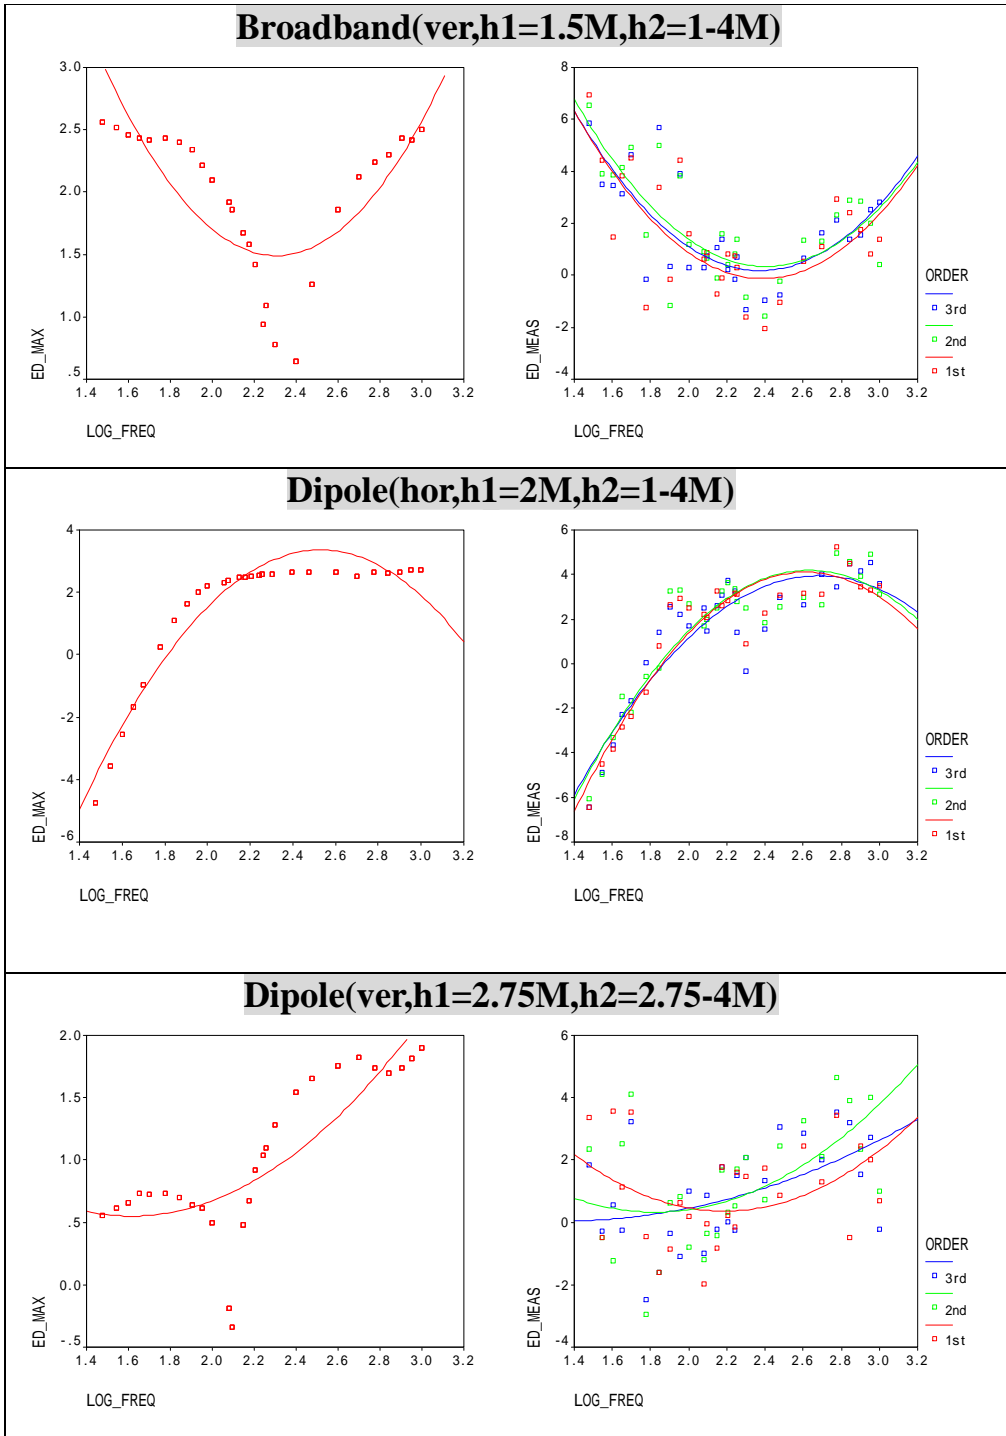 Broadband(ver,h1=1.5M,h2=1-4M)
3.0
2.5
2.0
1.5
1.0
.5
ED_MAX
1.4 1.6 1.8 2.0 2.2 2.4 2.6 2.8 3.0 3.2
LOG_FREQ
8
6
4
2
0
-2
-4
ED_MEAS
1.4 1.6 1.8 2.0 2.2 2.4 2.6 2.8 3.0 3.2
LOG_FREQ
ORDER
3rd
2nd
1st
Dipole(hor,h1=2M,h2=1-4M)
4
2
0
-2
-4
-6
ED_MAX
1.4 1.6 1.8 2.0 2.2 2.4 2.6 2.8 3.0 3.2
LOG_FREQ
6
4
2
0
-2
-4
-6
-8
ED_MEAS
1.4 1.6 1.8 2.0 2.2 2.4 2.6 2.8 3.0 3.2
LOG_FREQ
ORDER
3rd
2nd
1st
Dipole(ver,h1=2.75M,h2=2.75-4M)
2.0
1.5
1.0
.5
0.0
-.5
ED_MAX
1.4 1.6 1.8 2.0 2.2 2.4 2.6 2.8 3.0 3.2
LOG_FREQ
6
4
2
0
-2
-4
ED_MEAS
1.4 1.6 1.8 2.0 2.2 2.4 2.6 2.8 3.0 3.2
LOG_FREQ
ORDER
3rd
2nd
1st